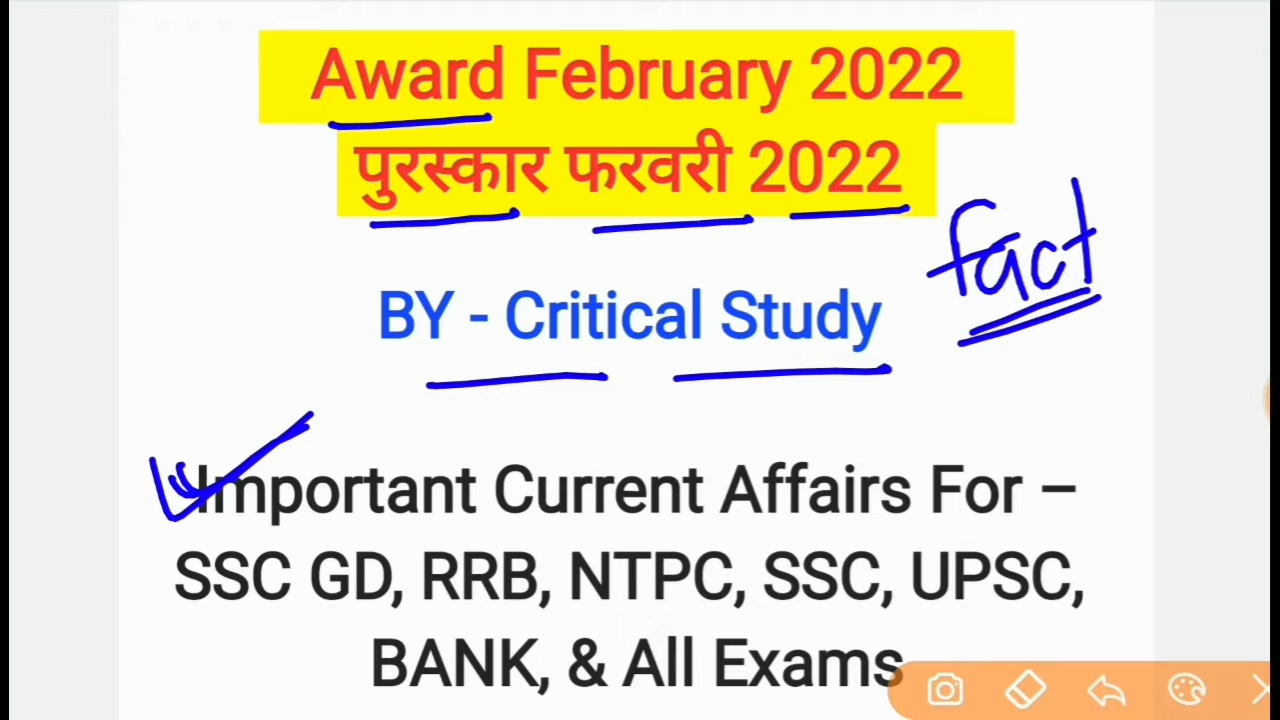 Award February 2022
पुरस्कार फरवरी 2022
fact
BY - Critical Study
Important Current Affairs For –
SSC GD, RRB, NTPC, SSC, UPSC,
BANK, & All Exams